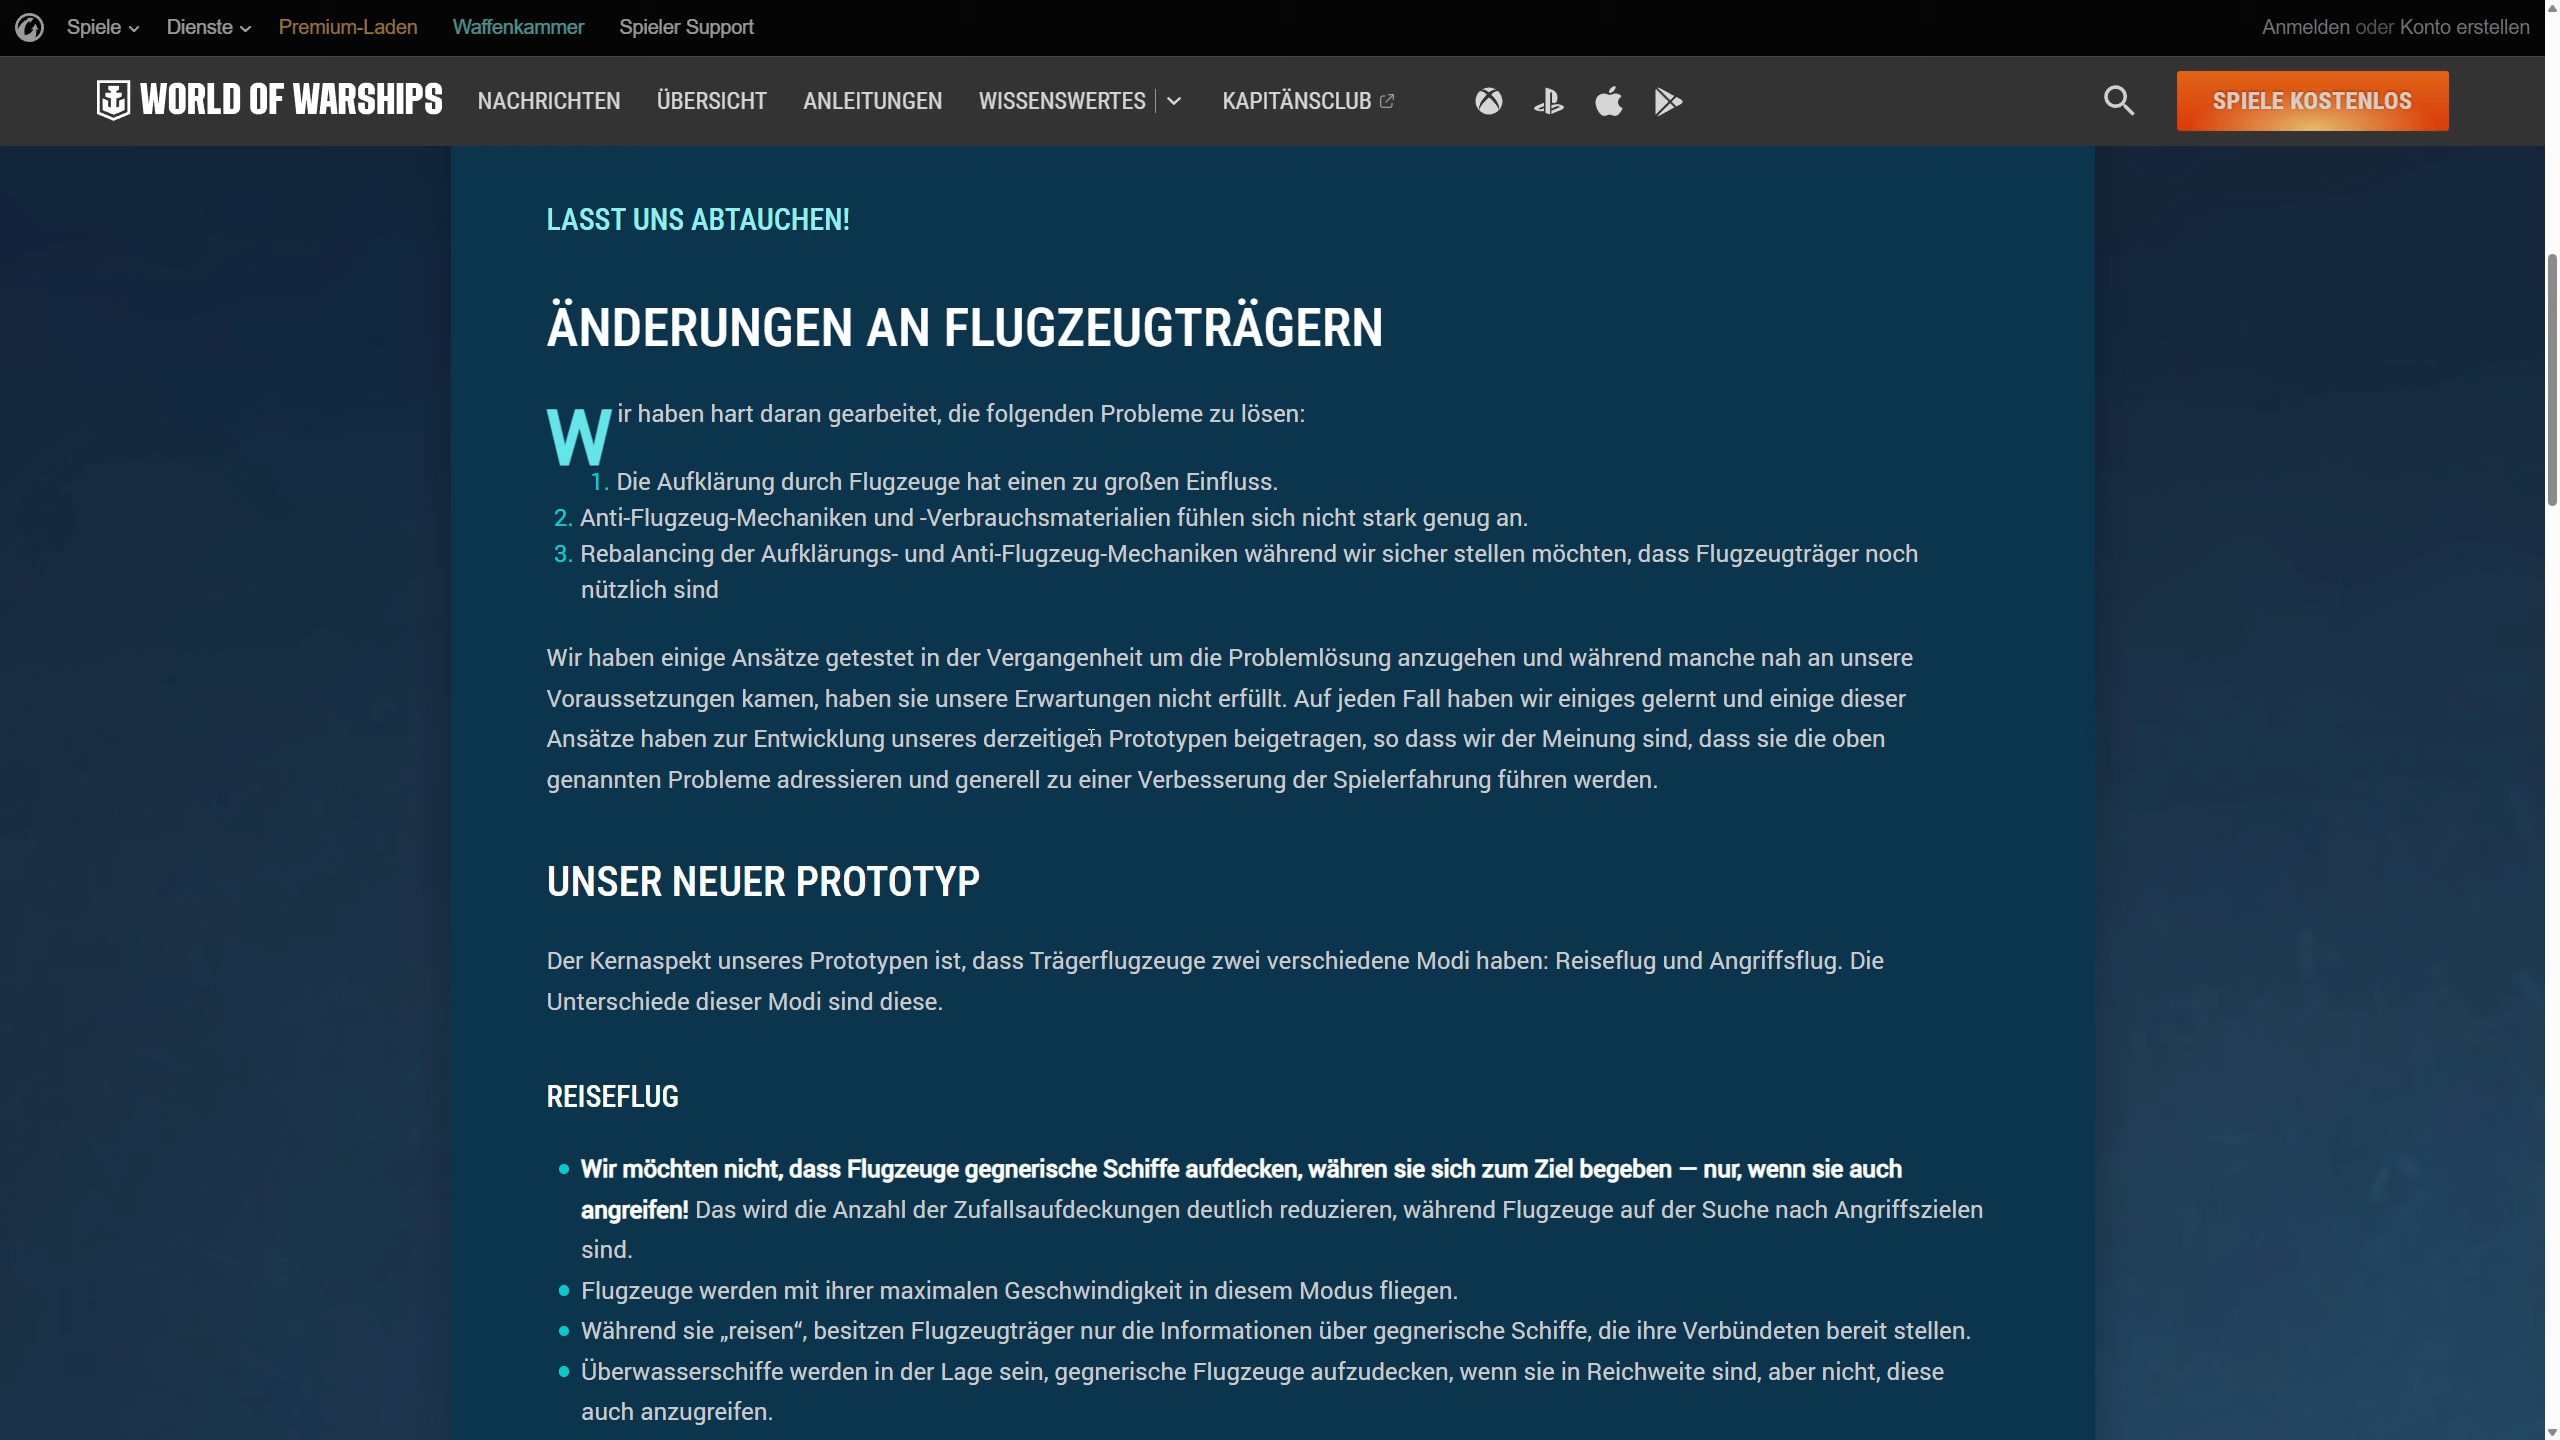 Spiele Dienste Premium-Laden Waffenkammer Spieler Support Anmelden oder Konto erstellen
WORLD OF WARSHIPS NACHRICHTEN ÜBERSICHT ANLEITUNGEN WISSENSWERTES KAPITÄNSCLUB SPIELE KOSTENLOS
LASST UNS ABTAUCHEN!
ÄNDERUNGEN AN FLUGZEUGTRÄGERN
Wir haben hart daran gearbeitet, die folgenden Probleme zu lösen:
1. Die Aufklärung durch Flugzeuge hat einen zu großen Einfluss.
2. Anti-Flugzeug-Mechaniken und -Verbrauchsmaterialien fühlen sich nicht stark genug an.
3. Rebalancing der Aufklärungs- und Anti-Flugzeug-Mechaniken während wir sicher stellen möchten, dass Flugzeugträger noch
nützlich sind
Wir haben einige Ansätze getestet in der Vergangenheit um die Problemlösung anzugehen und während manche nah an unsere
Voraussetzungen kamen, haben sie unsere Erwartungen nicht erfüllt. Auf jeden Fall haben wir einiges gelernt und einige dieser
Ansätze haben zur Entwicklung unseres derzeitigen Prototypen beigetragen, so dass wir der Meinung sind, dass sie die oben
genannten Probleme adressieren und generell zu einer Verbesserung der Spielerfahrung führen werden.
UNSER NEUER PROTOTYP
Der Kernaspekt unseres Prototypen ist, dass Trägerflugzeuge zwei verschiedene Modi haben: Reiseflug und Angriffsflug. Die
Unterschiede dieser Modi sind diese.
REISEFLUG
• Wir möchten nicht, dass Flugzeuge gegnerische Schiffe aufdecken, währen sie sich zum Ziel begeben — nur, wenn sie auch
angreifen! Das wird die Anzahl der Zufallsaufdeckungen deutlich reduzieren, während Flugzeuge auf der Suche nach Angriffszielen
sind.
• Flugzeuge werden mit ihrer maximalen Geschwindigkeit in diesem Modus fliegen.
• Während sie „reisen“, besitzen Flugzeugträger nur die Informationen über gegnerische Schiffe, die ihre Verbündeten bereit stellen.
• Überwasserschiffe werden in der Lage sein, gegnerische Flugzeuge aufzudecken, wenn sie in Reichweite sind, aber nicht, diese
auch anzugreifen.